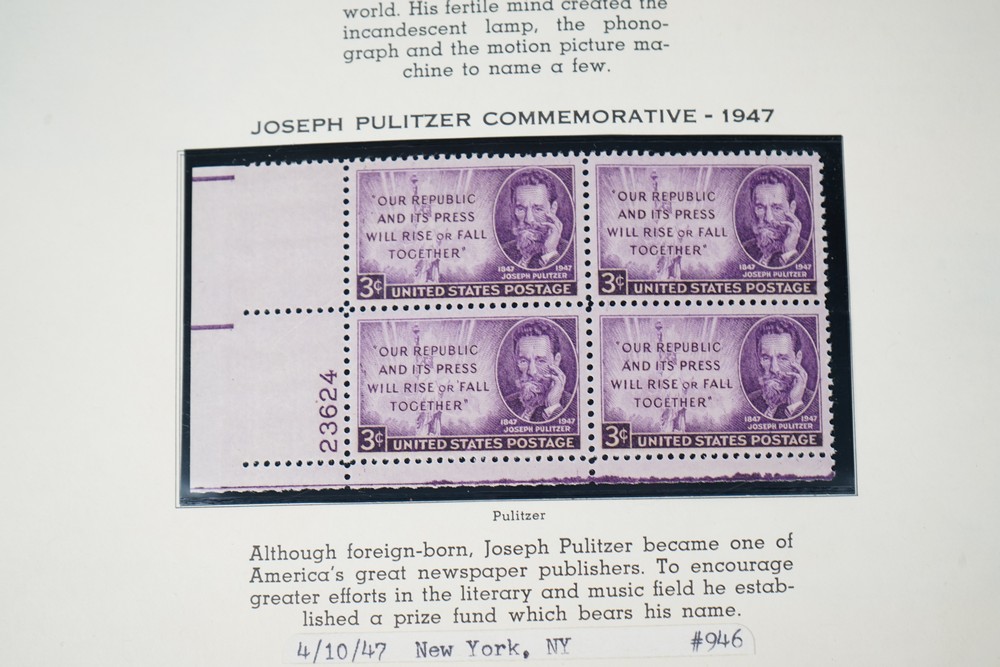 world. His fertile mind created the
incandescent lamp, the phono-
graph and the motion picture ma-
chine to name a few.
JOSEPH PULITZER COMMEMORATIVE - 1947
"OUR REPUBLIC
AND ITS PRESS
WILL RISE OR FALL
TOGETHER"
1847 1947
JOSEPH PULITZER
3¢ UNITED STATES POSTAGE
"OUR REPUBLIC
AND ITS PRESS
WILL RISE OR FALL
TOGETHER"
1847 1947
JOSEPH PULITZER
3¢ UNITED STATES POSTAGE
23624
"OUR REPUBLIC
AND ITS PRESS
WILL RISE OR FALL
TOGETHER"
1847 1947
JOSEPH PULITZER
3¢ UNITED STATES POSTAGE
"OUR REPUBLIC
AND ITS PRESS
WILL RISE OR FALL
TOGETHER"
1847 1947
JOSEPH PULITZER
3¢ UNITED STATES POSTAGE
Pulitzer
Although foreign-born, Joseph Pulitzer became one of
America's great newspaper publishers. To encourage
greater efforts in the literary and music field he estab-
lished a prize fund which bears his name.
4/10/47 New York, NY #946